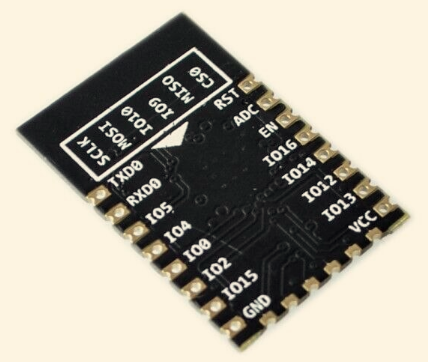 CS0
MISO
IO9
IO10
MOSI
SCLK
RST
ADC
EN
IO16
IO14
IO12
IO13
VCC
TXD0
RXD0
IO5
IO4
IO0
IO2
IO15
GND